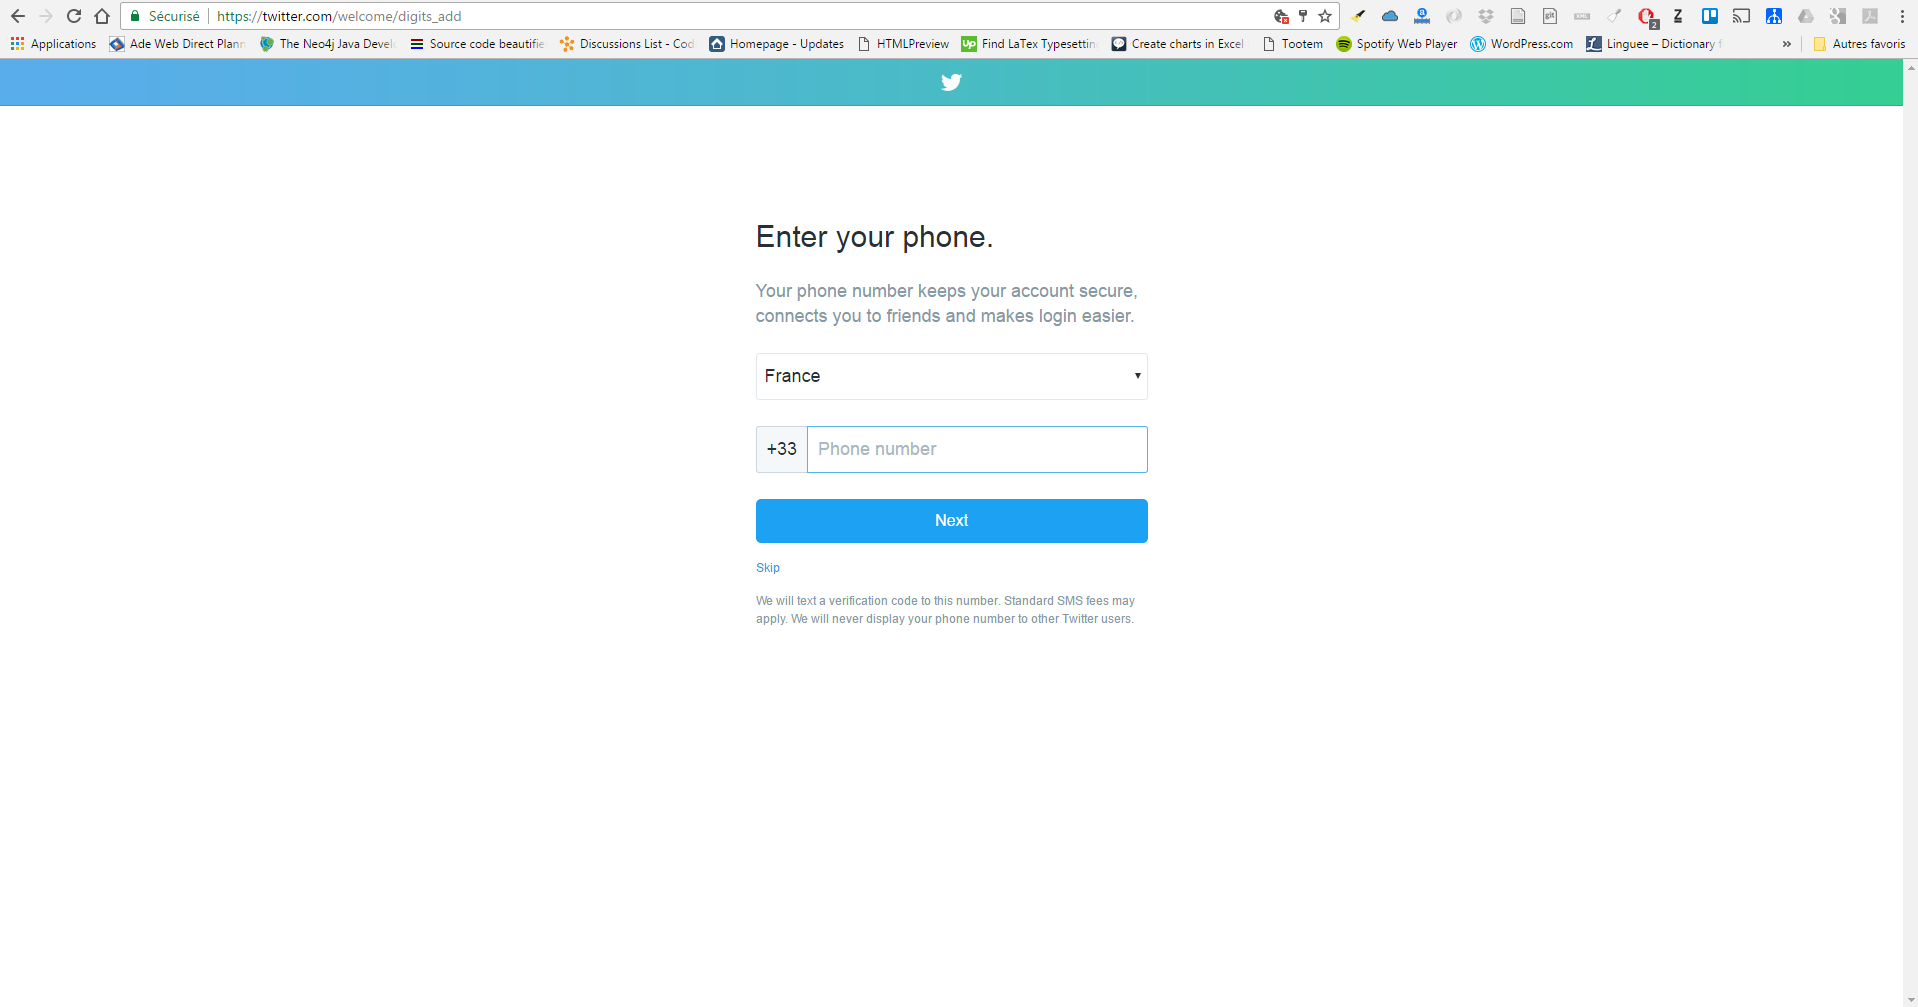 Sécurisé https://twitter.com/welcome/digits_add
2
Applications Ade Web Direct Plann The Neo4j Java Devel Source code beautifie Discussions List - Cod Homepage - Updates HTMLPreview Up Find LaTex Typesettin Create charts in Excel Tootem Spotify Web Player WordPress.com Linguee – Dictionary f » Autres favoris
Enter your phone.
Your phone number keeps your account secure,
connects you to friends and makes login easier.
France
+33 Phone number
Next
Skip
We will text a verification code to this number. Standard SMS fees may
apply. We will never display your phone number to other Twitter users.